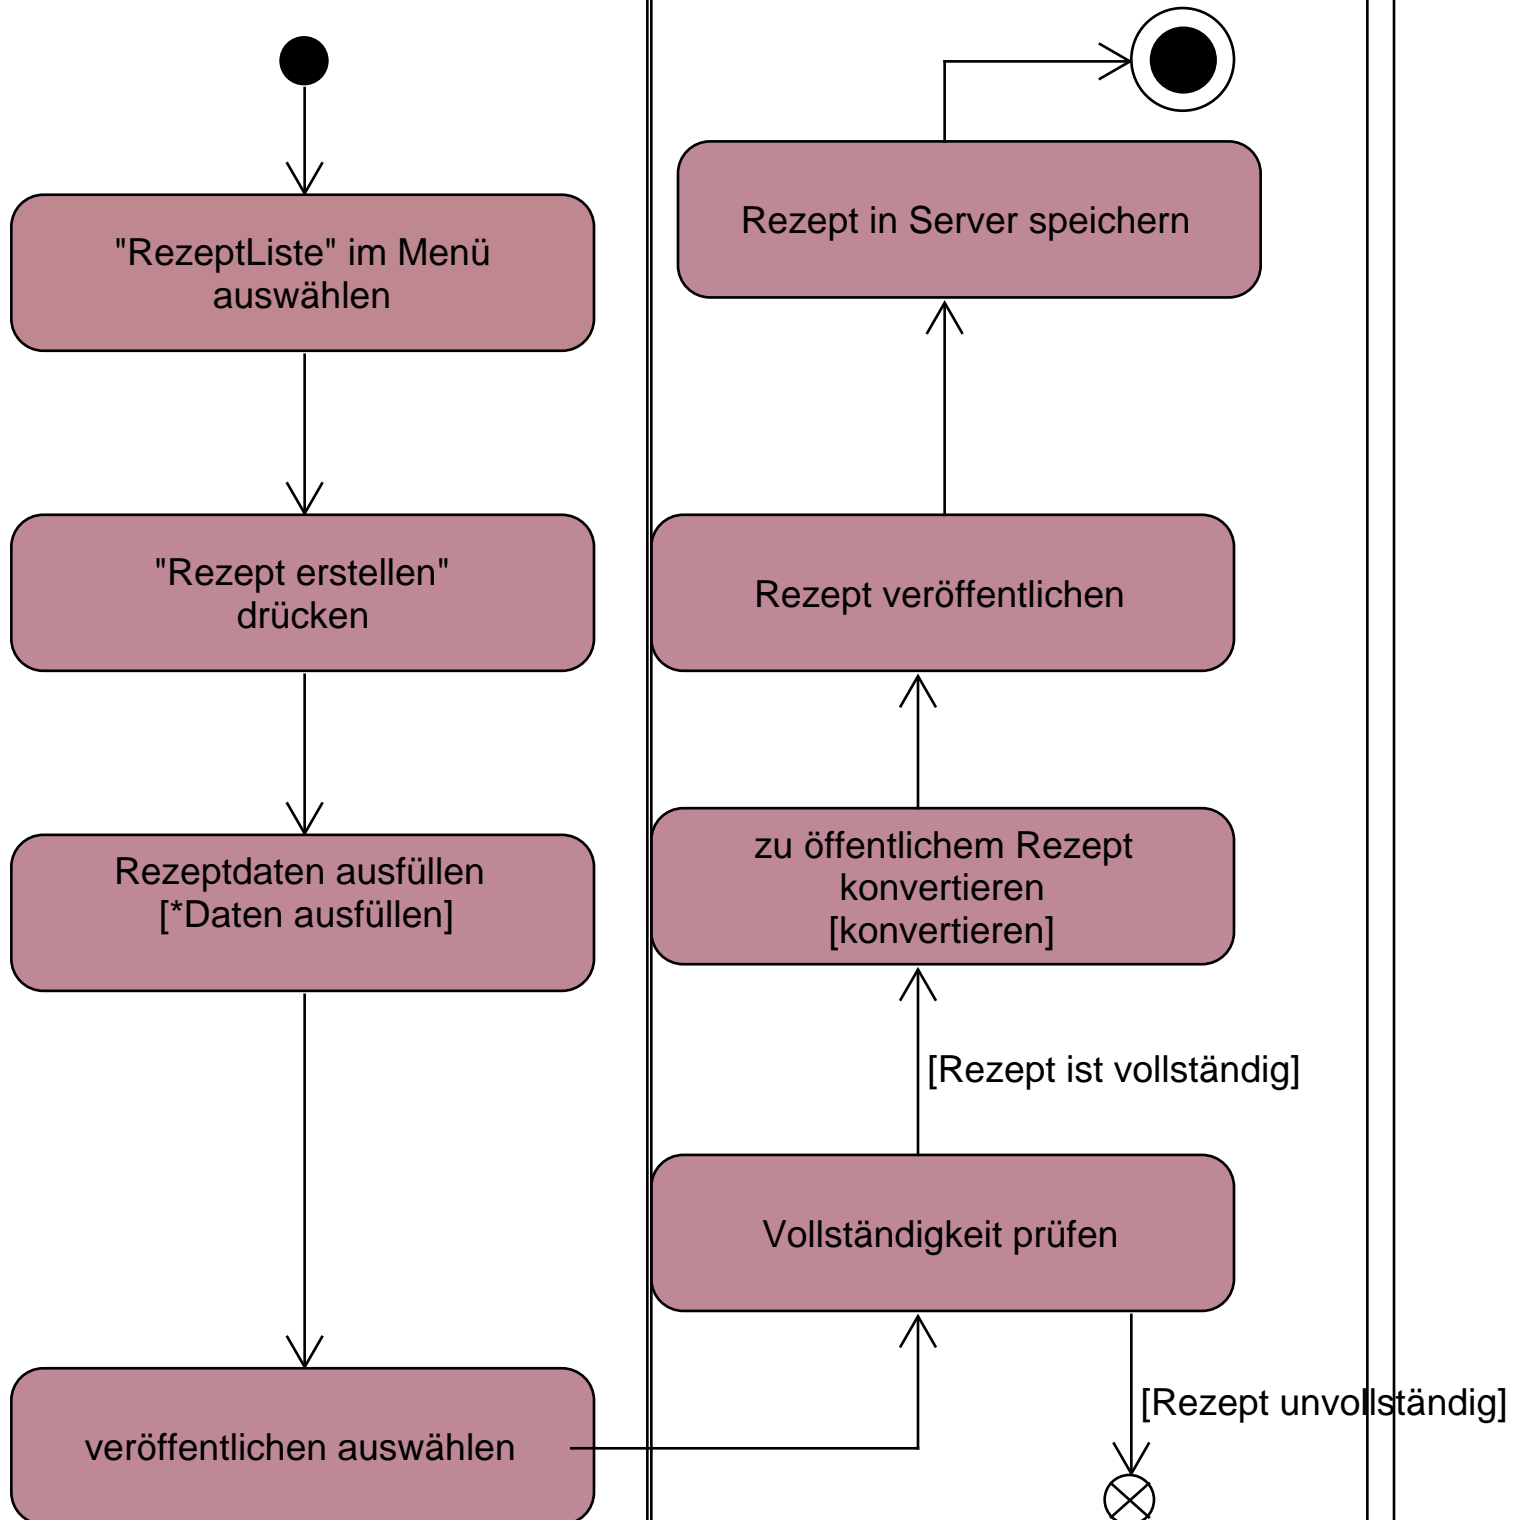 "RezeptListe" im Menü
auswählen
"Rezept erstellen"
drücken
Rezeptdaten ausfüllen
[*Daten ausfüllen]
veröffentlichen auswählen
Rezept in Server speichern
Rezept veröffentlichen
zu öffentlichem Rezept
konvertieren
[konvertieren]
[Rezept ist vollständig]
Vollständigkeit prüfen
[Rezept unvollständig]